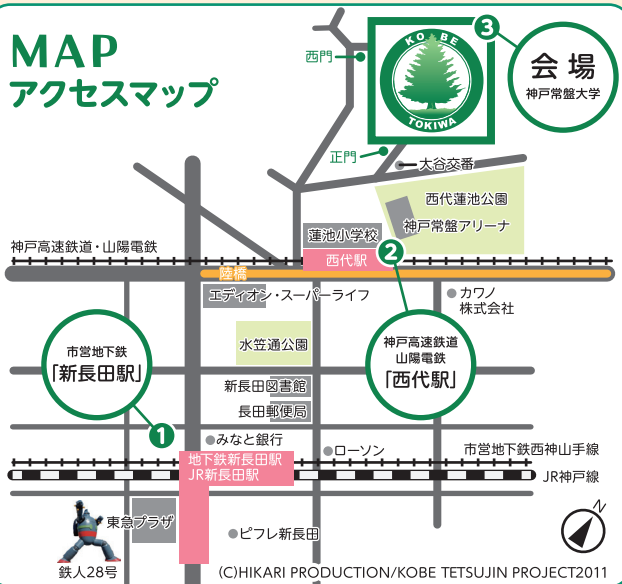 MAP
アクセスマップ
西門
KOBE
TOKIWA
3
会場
神戸常盤大学
正門
大谷交番
西代蓮池公園
神戸常盤アリーナ
蓮池小学校
神戸高速鉄道・山陽電鉄
西代駅
2
陸橋
エディオン・スーパーライフ
カワノ
株式会社
市営地下鉄
「新長田駅」
水笠通公園
神戸高速鉄道
山陽電鉄
「西代駅」
新長田図書館
長田郵便局
1
みなと銀行
ローソン
市営地下鉄西神山手線
地下鉄新長田駅
JR新長田駅
JR神戸線
東急プラザ
ピフレ新長田
N
鉄人28号
(C)HIKARI PRODUCTION/KOBE TETSUJIN PROJECT2011